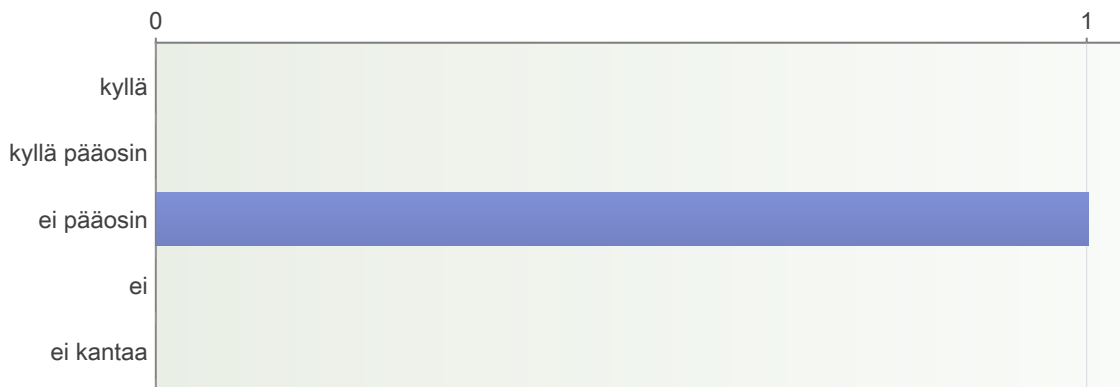 0 1
kyllä
kyllä pääosin
ei pääosin
ei
ei kantaa